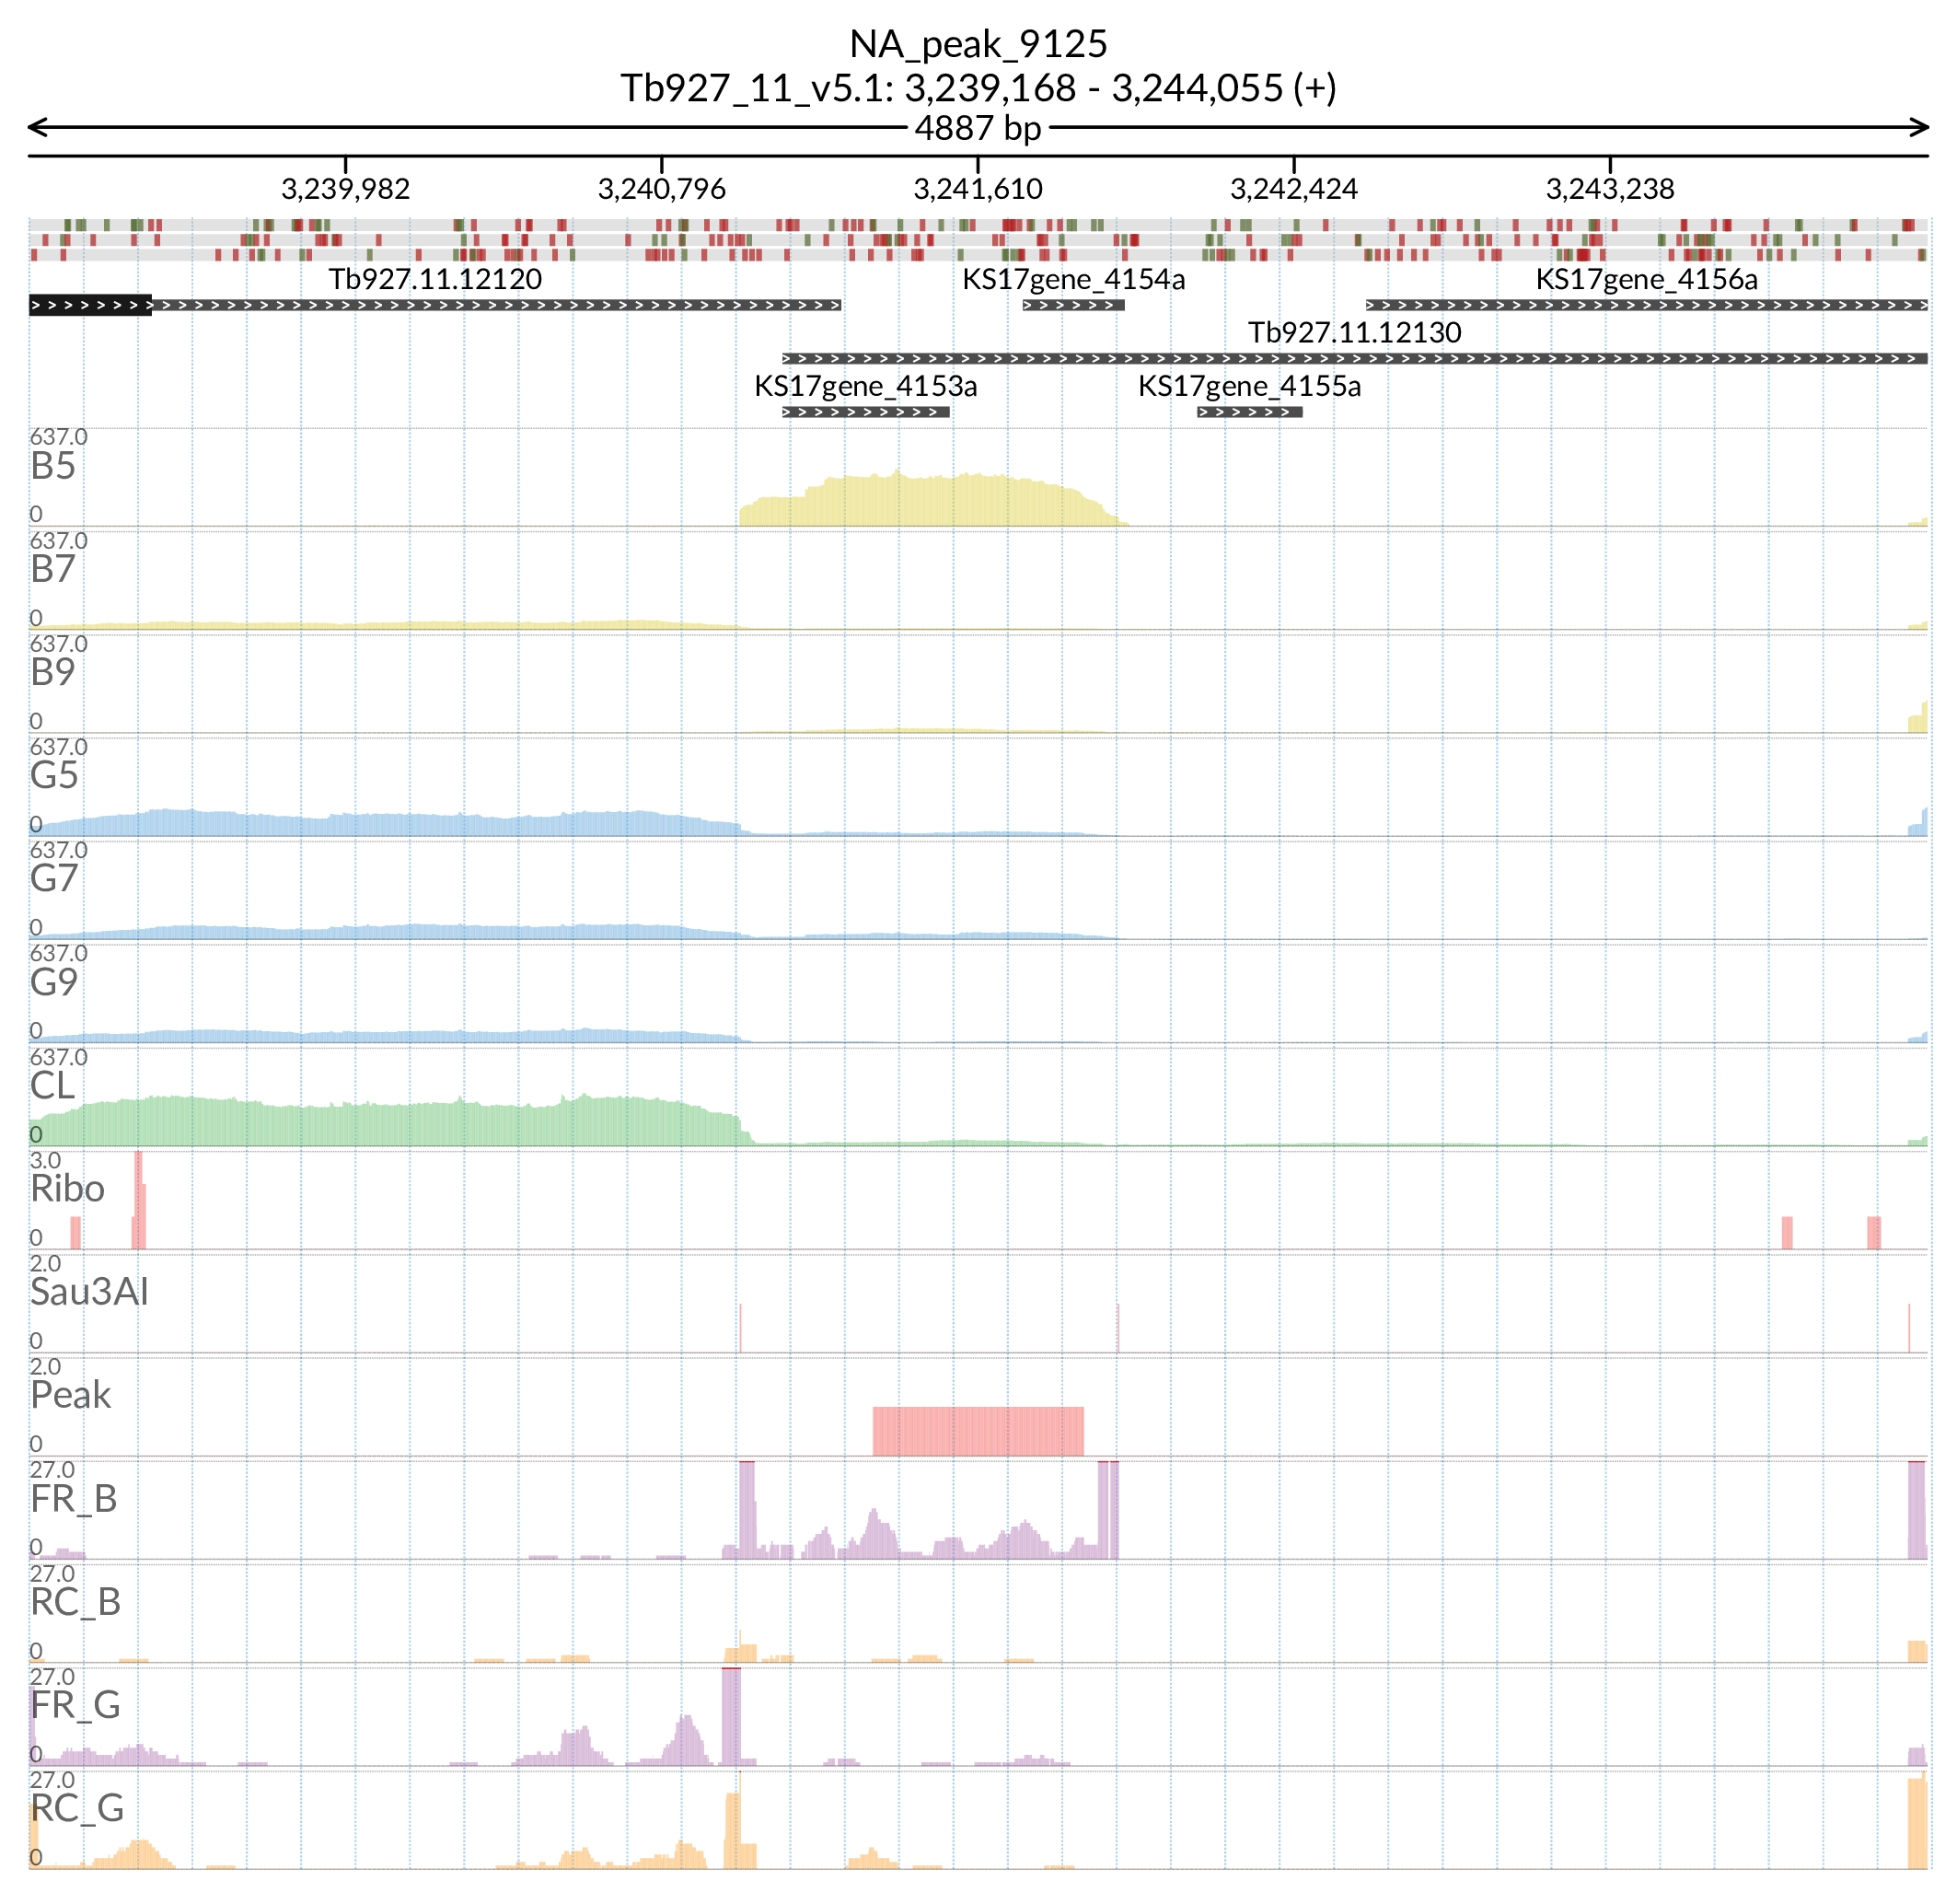 NA_peak_9125
Tb927_11_v5.1: 3,239,168 - 3,244,055 (+)
4887 bp
3,239,982 3,240,796 3,241,610 3,242,424 3,243,238
Tb927.11.12120 KS17gene_4154a KS17gene_4156a
Tb927.11.12130
KS17gene_4153a KS17gene_4155a
637.0
B5
0
637.0
B7
0
637.0
B9
0
637.0
G5
0
637.0
G7
0
637.0
G9
0
637.0
CL
0
3.0
Ribo
0
2.0
Sau3AI
0
2.0
Peak
0
27.0
FR_B
0
27.0
RC_B
0
27.0
FR_G
0
27.0
RC_G
0